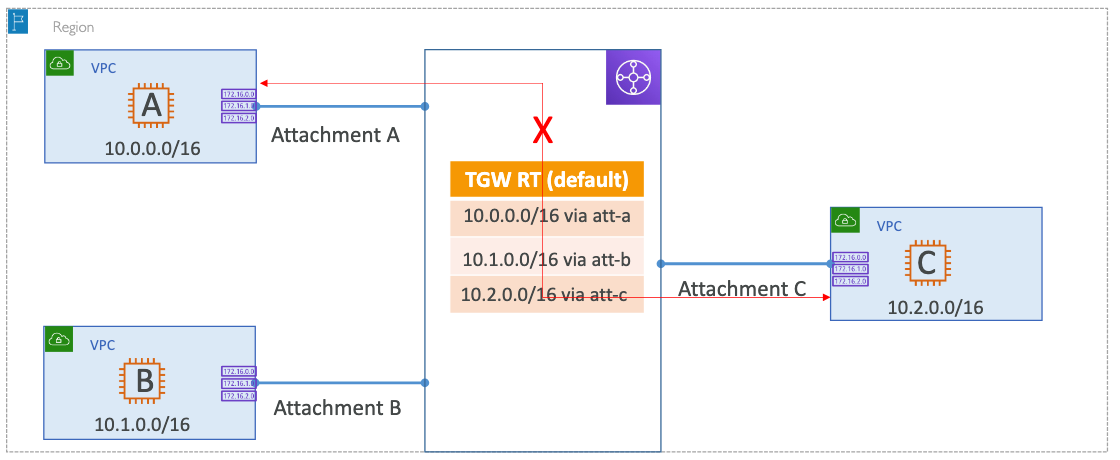 Region
VPC
A
172.16.0.0
172.16.1.0
172.16.2.0
10.0.0.0/16
Attachment A
X
TGW RT (default)
10.0.0.0/16 via att-a
10.1.0.0/16 via att-b
10.2.0.0/16 via att-c
VPC
C
172.16.0.0
172.16.1.0
172.16.2.0
10.2.0.0/16
Attachment C
VPC
B
172.16.0.0
172.16.1.0
172.16.2.0
10.1.0.0/16
Attachment B